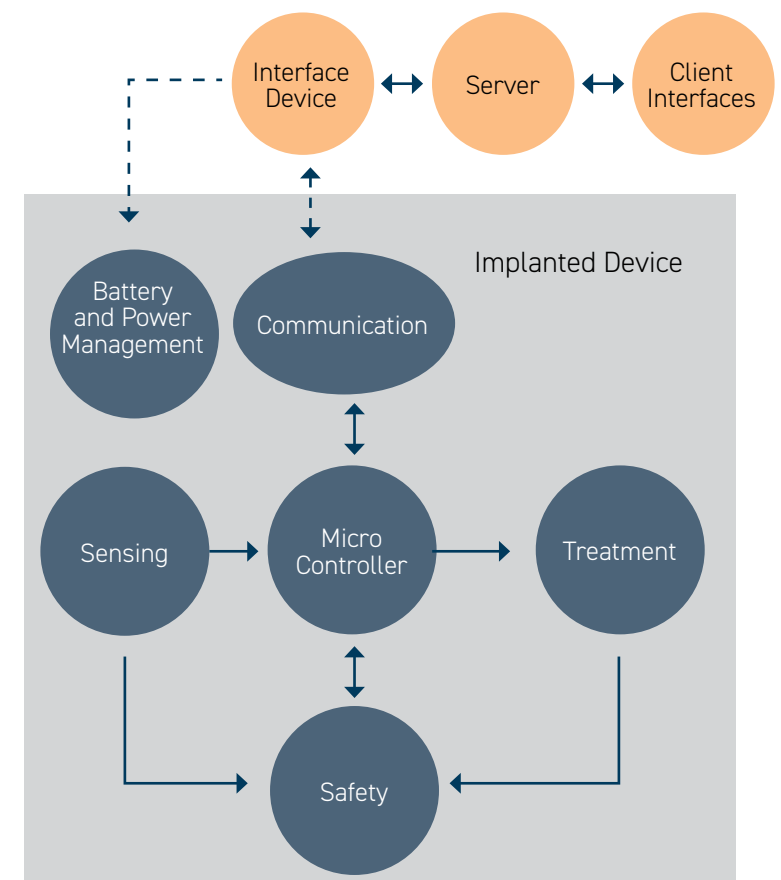 Interface
Device
Server
Client
Interfaces
Implanted Device
Battery
and Power
Management
Communication
Sensing
Micro
Controller
Treatment
Safety